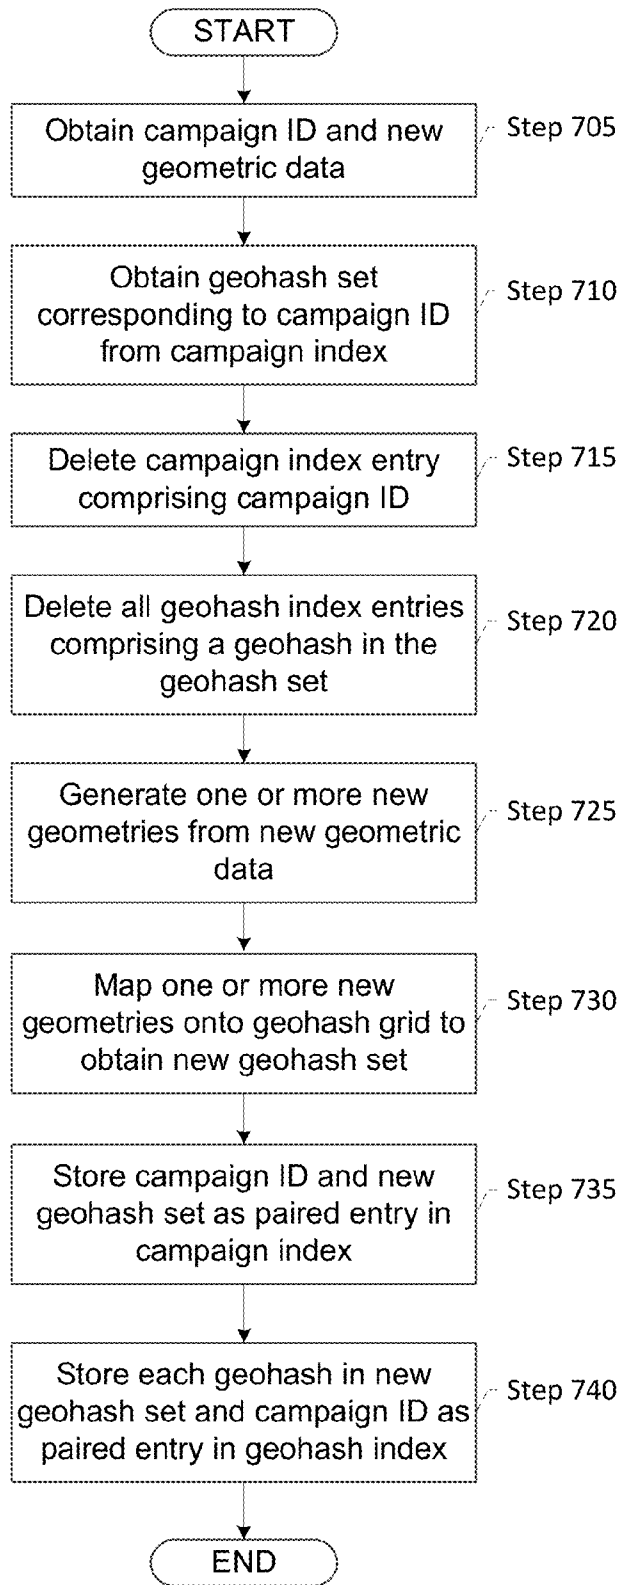 START
Obtain campaign ID and new
geometric data
Step 705
Obtain geohash set
corresponding to campaign ID
from campaign index
Step 710
Delete campaign index entry
comprising campaign ID
Step 715
Delete all geohash index entries
comprising a geohash in the
geohash set
Step 720
Generate one or more new
geometries from new geometric
data
Step 725
Map one or more new
geometries onto geohash grid to
obtain new geohash set
Step 730
Store campaign ID and new
geohash set as paired entry in
campaign index
Step 735
Store each geohash in new
geohash set and campaign ID as
paired entry in geohash index
Step 740
END